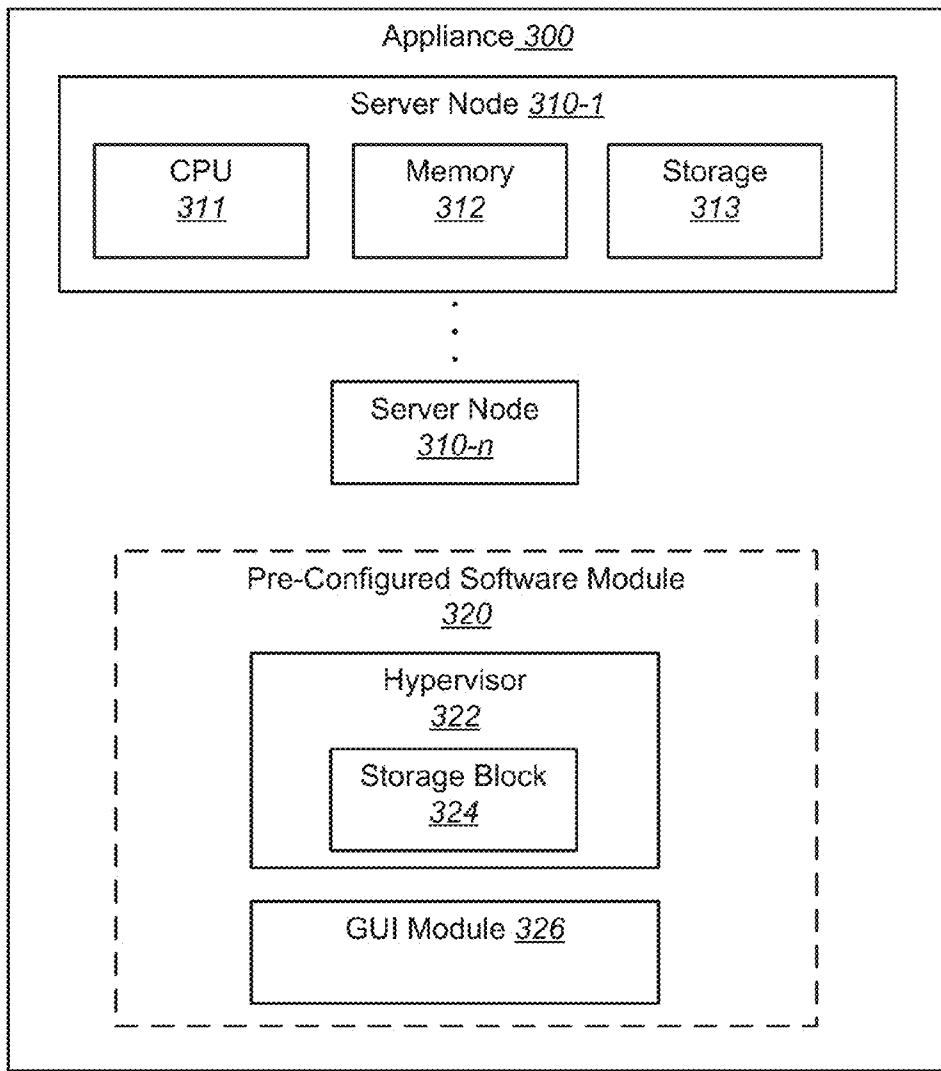 Appliance 300
Server Node 310-1
CPU
311
Memory
312
Storage
313
Server Node
310-n
Pre-Configured Software Module
320
Hypervisor
322
Storage Block
324
GUI Module 326